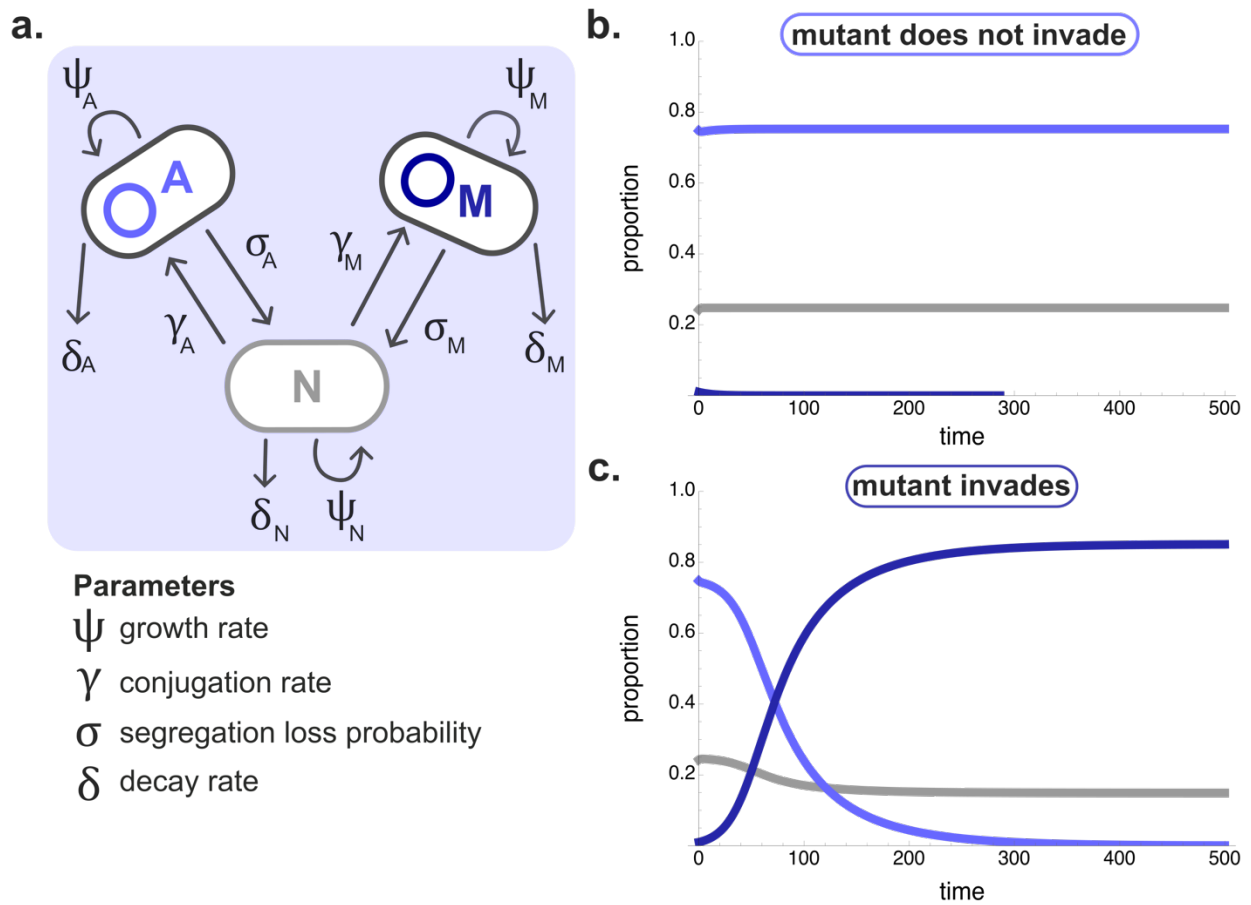 a.
ψA
ψM
A
M
σA
γM
γA
σM
δA
δM
N
δN
ψN
Parameters
ψ growth rate
γ conjugation rate
σ segregation loss probability
δ decay rate
b.
mutant does not invade
1.0
0.8
0.6
0.4
0.2
proportion
0 100 200 300 400 500
time
c.
mutant invades
1.0
0.8
0.6
0.4
0.2
proportion
0 100 200 300 400 500
time